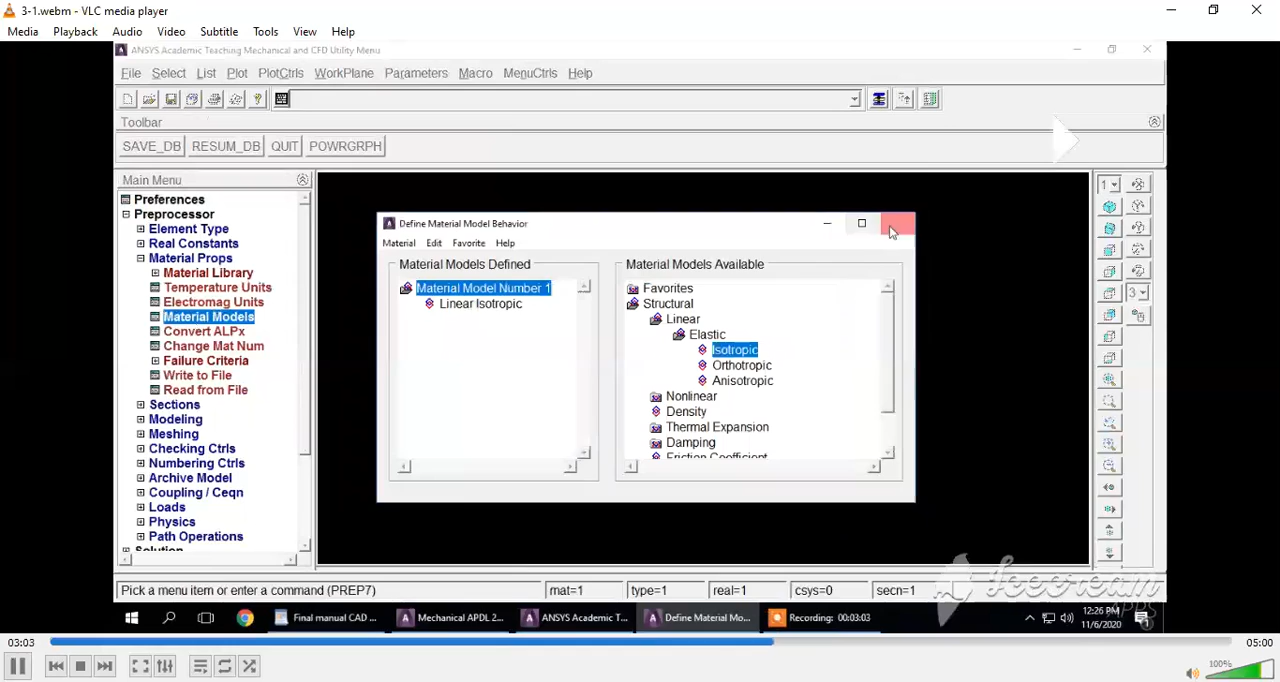 3-1.webm - VLC media player
Media Playback Audio Video Subtitle Tools View Help
ANSYS Academic Teaching Mechanical and CFD Utility Menu
File Select List Plot PlotCtrls WorkPlane Parameters Macro MenuCtrls Help
Toolbar
SAVE_DB RESUM_DB QUIT POWRGRPH
Main Menu
Preferences
Preprocessor
Element Type
Real Constants
Material Props
Material Library
Temperature Units
Electromag Units
Material Models
Convert ALPx
Change Mat Num
Failure Criteria
Write to File
Read from File
Sections
Modeling
Meshing
Checking Ctrls
Numbering Ctrls
Archive Model
Coupling / Ceqn
Loads
Physics
Path Operations
Solution
Define Material Model Behavior
Material Edit Favorite Help
Material Models Defined
Material Model Number 1
Linear Isotropic
Material Models Available
Favorites
Structural
Linear
Elastic
Isotropic
Orthotropic
Anisotropic
Nonlinear
Density
Thermal Expansion
Damping
Friction Coefficient
1
3
Pick a menu item or enter a command (PREP7) mat=1 type=1 real=1 csys=0 secn=1
Icecream
APPS
Final manual CAD ... Mechanical APDL 2... ANSYS Academic T... Define Material Mo... Recording: 00:03:03
12:26 PM
11/6/2020
1
03:03 05:00
100%